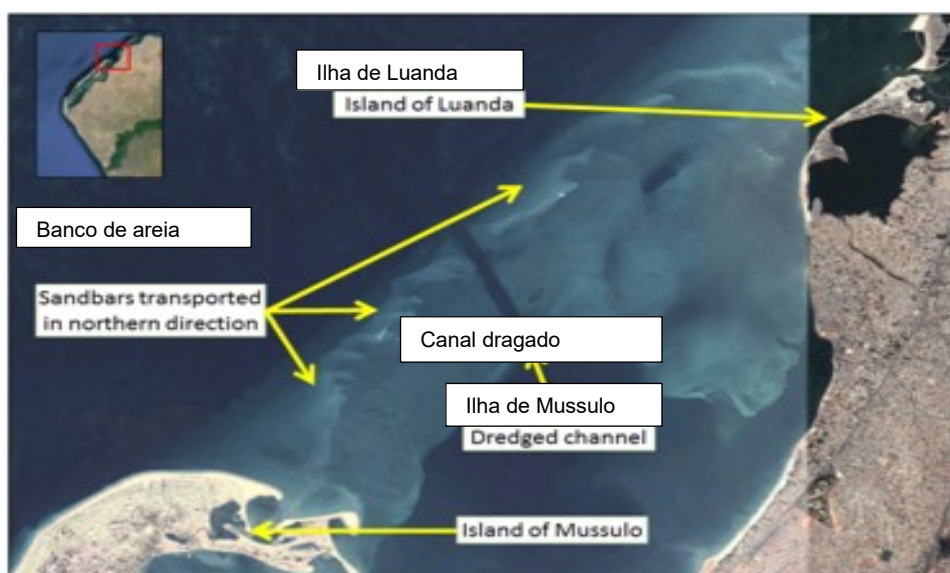 Ilha de Luanda
Island of Luanda
Banco de areia
Sandbars transported
in northern direction
Canal dragado
Ilha de Mussulo
Dredged channel
Island of Mussulo